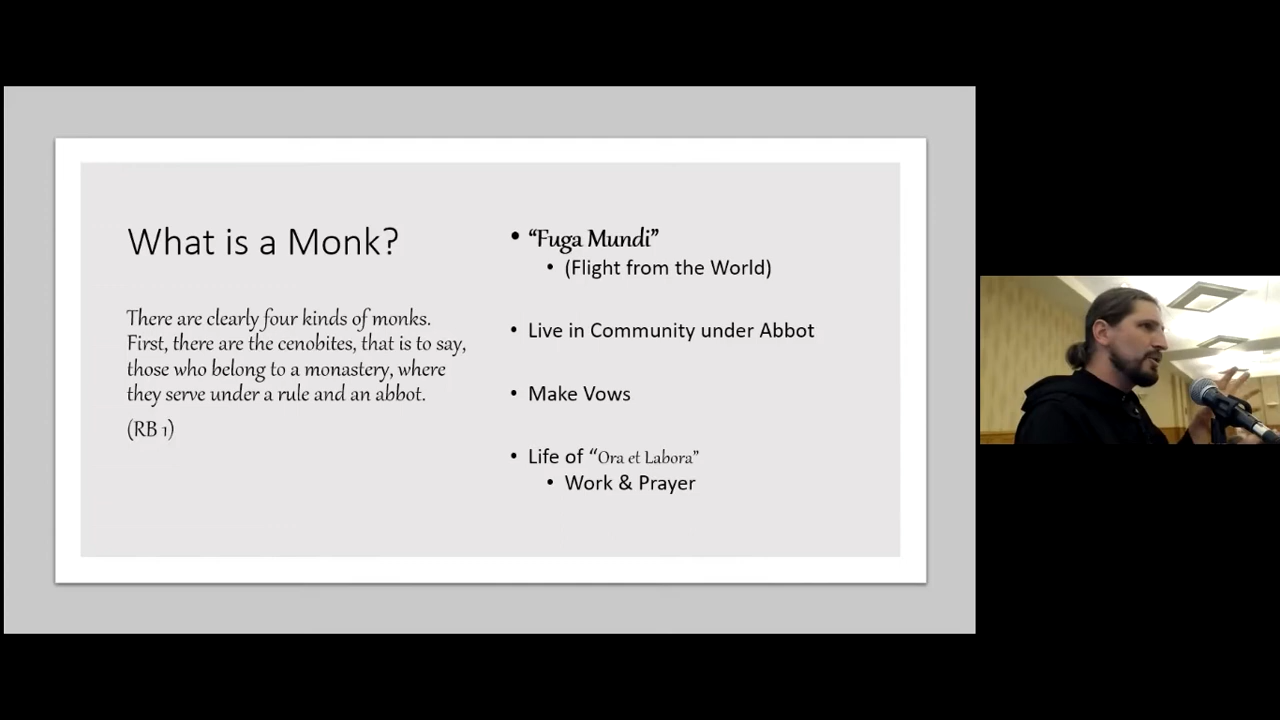 What is a Monk?
There are clearly four kinds of monks.
First, there are the cenobites, that is to say,
those who belong to a monastery, where
they serve under a rule and an abbot.
(RB 1)
• “Fuga Mundi”
• (Flight from the World)
• Live in Community under Abbot
• Make Vows
• Life of “Ora et Labora”
• Work & Prayer